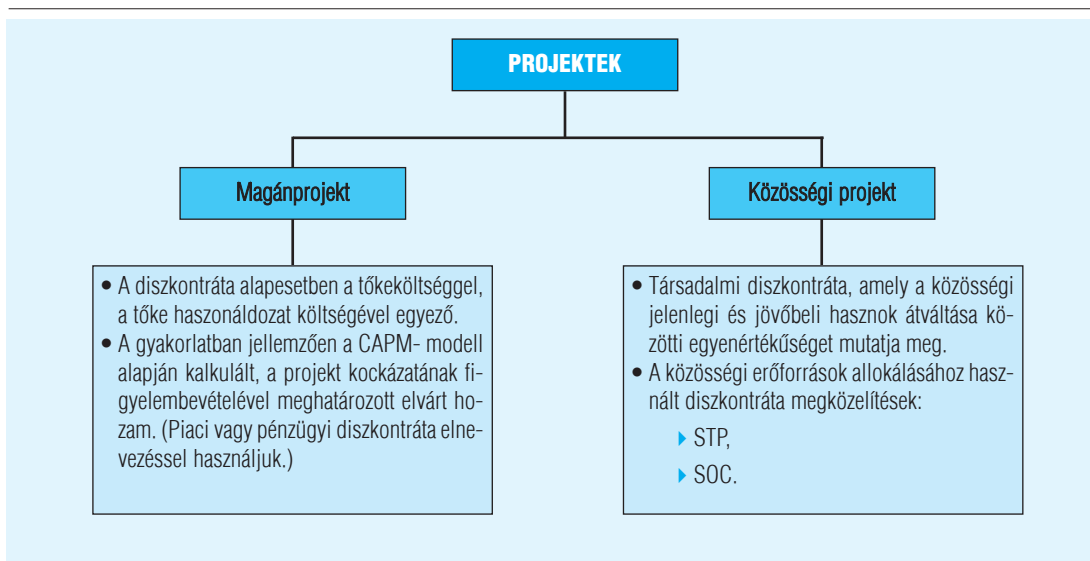 PROJEKTEK
Magánprojekt
• A diszkontráta alapesetben a tőkeköltséggel,
a tőke haszonáldozat költségével egyező.
• A gyakorlatban jellemzően a CAPM- modell
alapján kalkulált, a projekt kockázatának fi-
gyelembevételével meghatározott elvárt ho-
zam. (Piaci vagy pénzügyi diszkontráta elne-
vezéssel használjuk.)
Közösségi projekt
• Társadalmi diszkontráta, amely a közösségi
jelenlegi és jövőbeli hasznok átváltása kö-
zötti egyenértékűséget mutatja meg.
• A közösségi erőforrások allokálásához hasz-
nált diszkontráta megközelítések:
STP,
SOC.